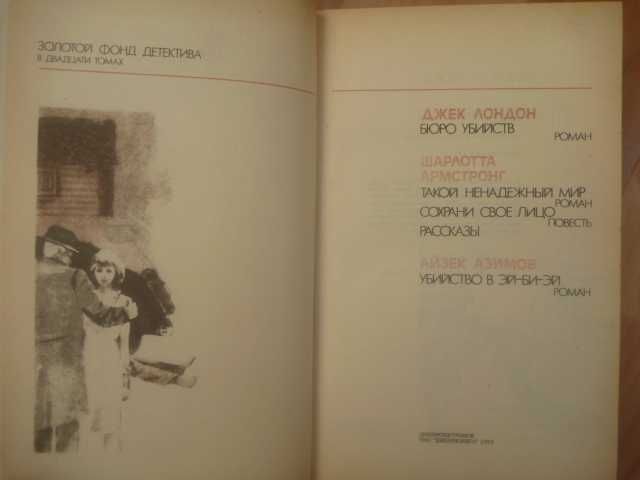 ЗОЛОТОЙ ФОНД ДЕТЕКТИВА
В ДВАДЦАТИ ТОМАХ
ДЖЕК ЛОНДОН
БЮРО УБИЙСТВ
РОМАН
ШАРЛОТТА
АРМСТРОНГ
ТАКОЙ НЕНАДЕЖНЫЙ МИР
РОМАН
СОХРАНИ СВОЕ ЛИЦО
ПОВЕСТЬ
РАССКАЗЫ
АЙЗЕК АЗИМОВ
УБИЙСТВО В ЭЙ-БИ-ЭЙ
РОМАН
ДНЕПРОПЕТРОВСК